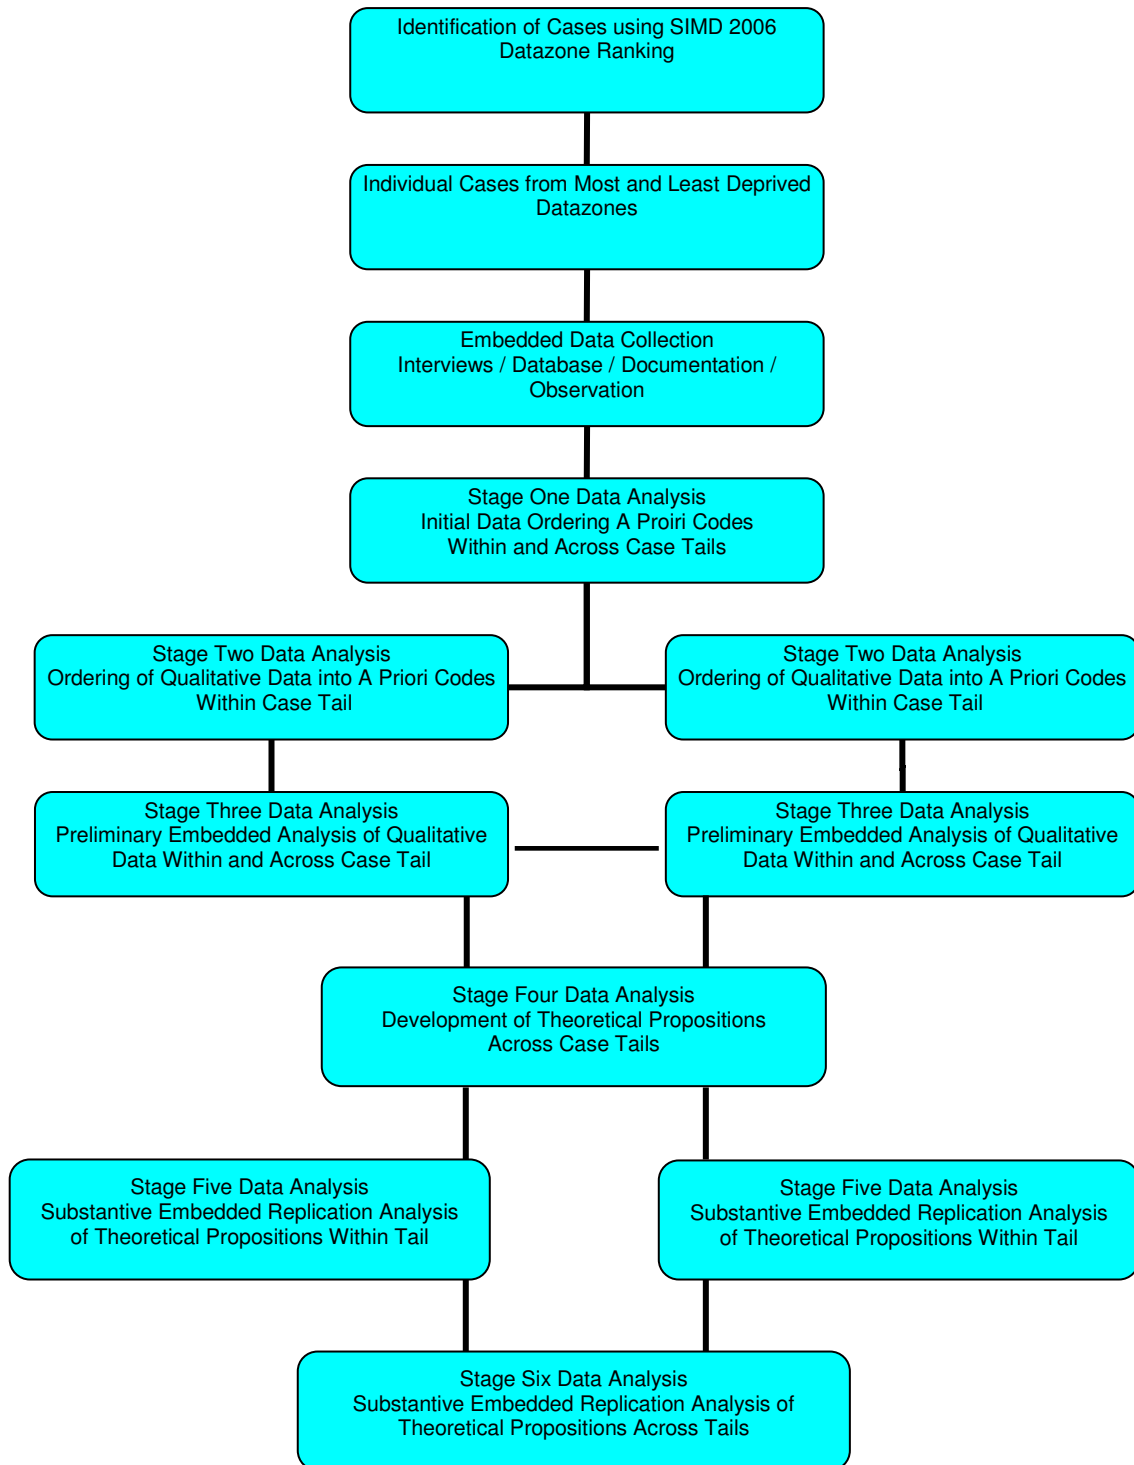 Identification of Cases using SIMD 2006
Datazone Ranking
Individual Cases from Most and Least Deprived
Datazones
Embedded Data Collection
Interviews / Database / Documentation /
Observation
Stage One Data Analysis
Initial Data Ordering A Proiri Codes
Within and Across Case Tails
Stage Two Data Analysis
Ordering of Qualitative Data into A Priori Codes
Within Case Tail
Stage Two Data Analysis
Ordering of Qualitative Data into A Priori Codes
Within Case Tail
Stage Three Data Analysis
Preliminary Embedded Analysis of Qualitative
Data Within and Across Case Tail
Stage Three Data Analysis
Preliminary Embedded Analysis of Qualitative
Data Within and Across Case Tail
Stage Four Data Analysis
Development of Theoretical Propositions
Across Case Tails
Stage Five Data Analysis
Substantive Embedded Replication Analysis
of Theoretical Propositions Within Tail
Stage Five Data Analysis
Substantive Embedded Replication Analysis
of Theoretical Propositions Within Tail
Stage Six Data Analysis
Substantive Embedded Replication Analysis of
Theoretical Propositions Across Tails